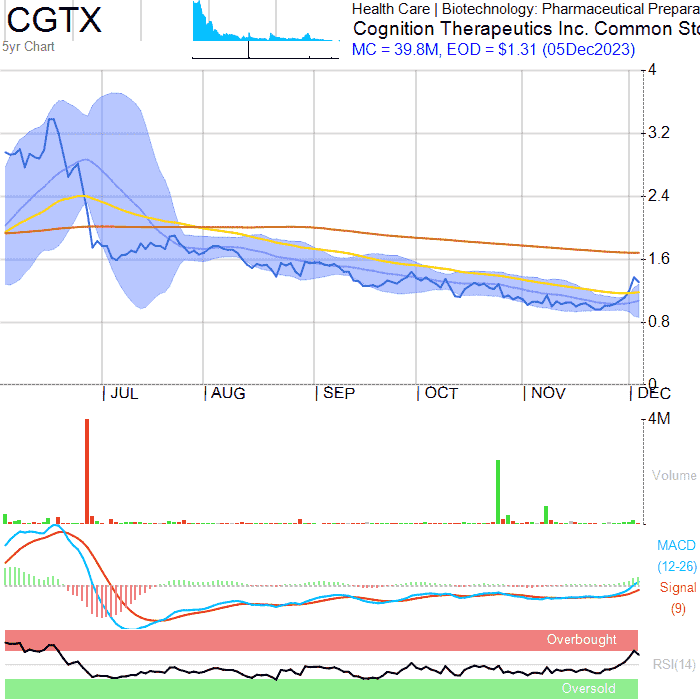 CGTX
5yr Chart
Health Care | Biotechnology: Pharmaceutical Prepara
Cognition Therapeutics Inc. Common Sto
MC = 39.8M, EOD = $1.31 (05Dec2023)
4
3.2
2.4
1.6
0.8
0
JUL AUG SEP OCT NOV DEC
4M
Volume
MACD
(12-26)
Signal
(9)
Overbought
RSI(14)
Oversold